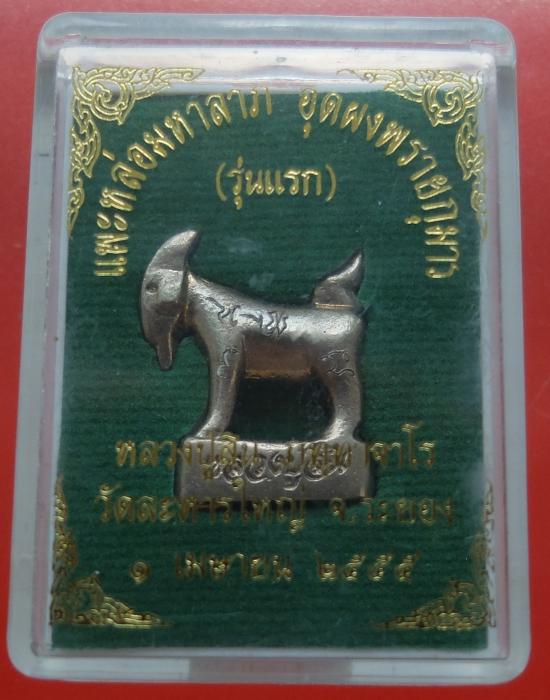 แพะหล่อมหาลาภ อุดผงพรายกุมาร
(รุ่นแรก)
หลวงปู่สิน
วัดละหารใหญ่ จ.ระยอง
๑ เมษายน ๒๕๕๕